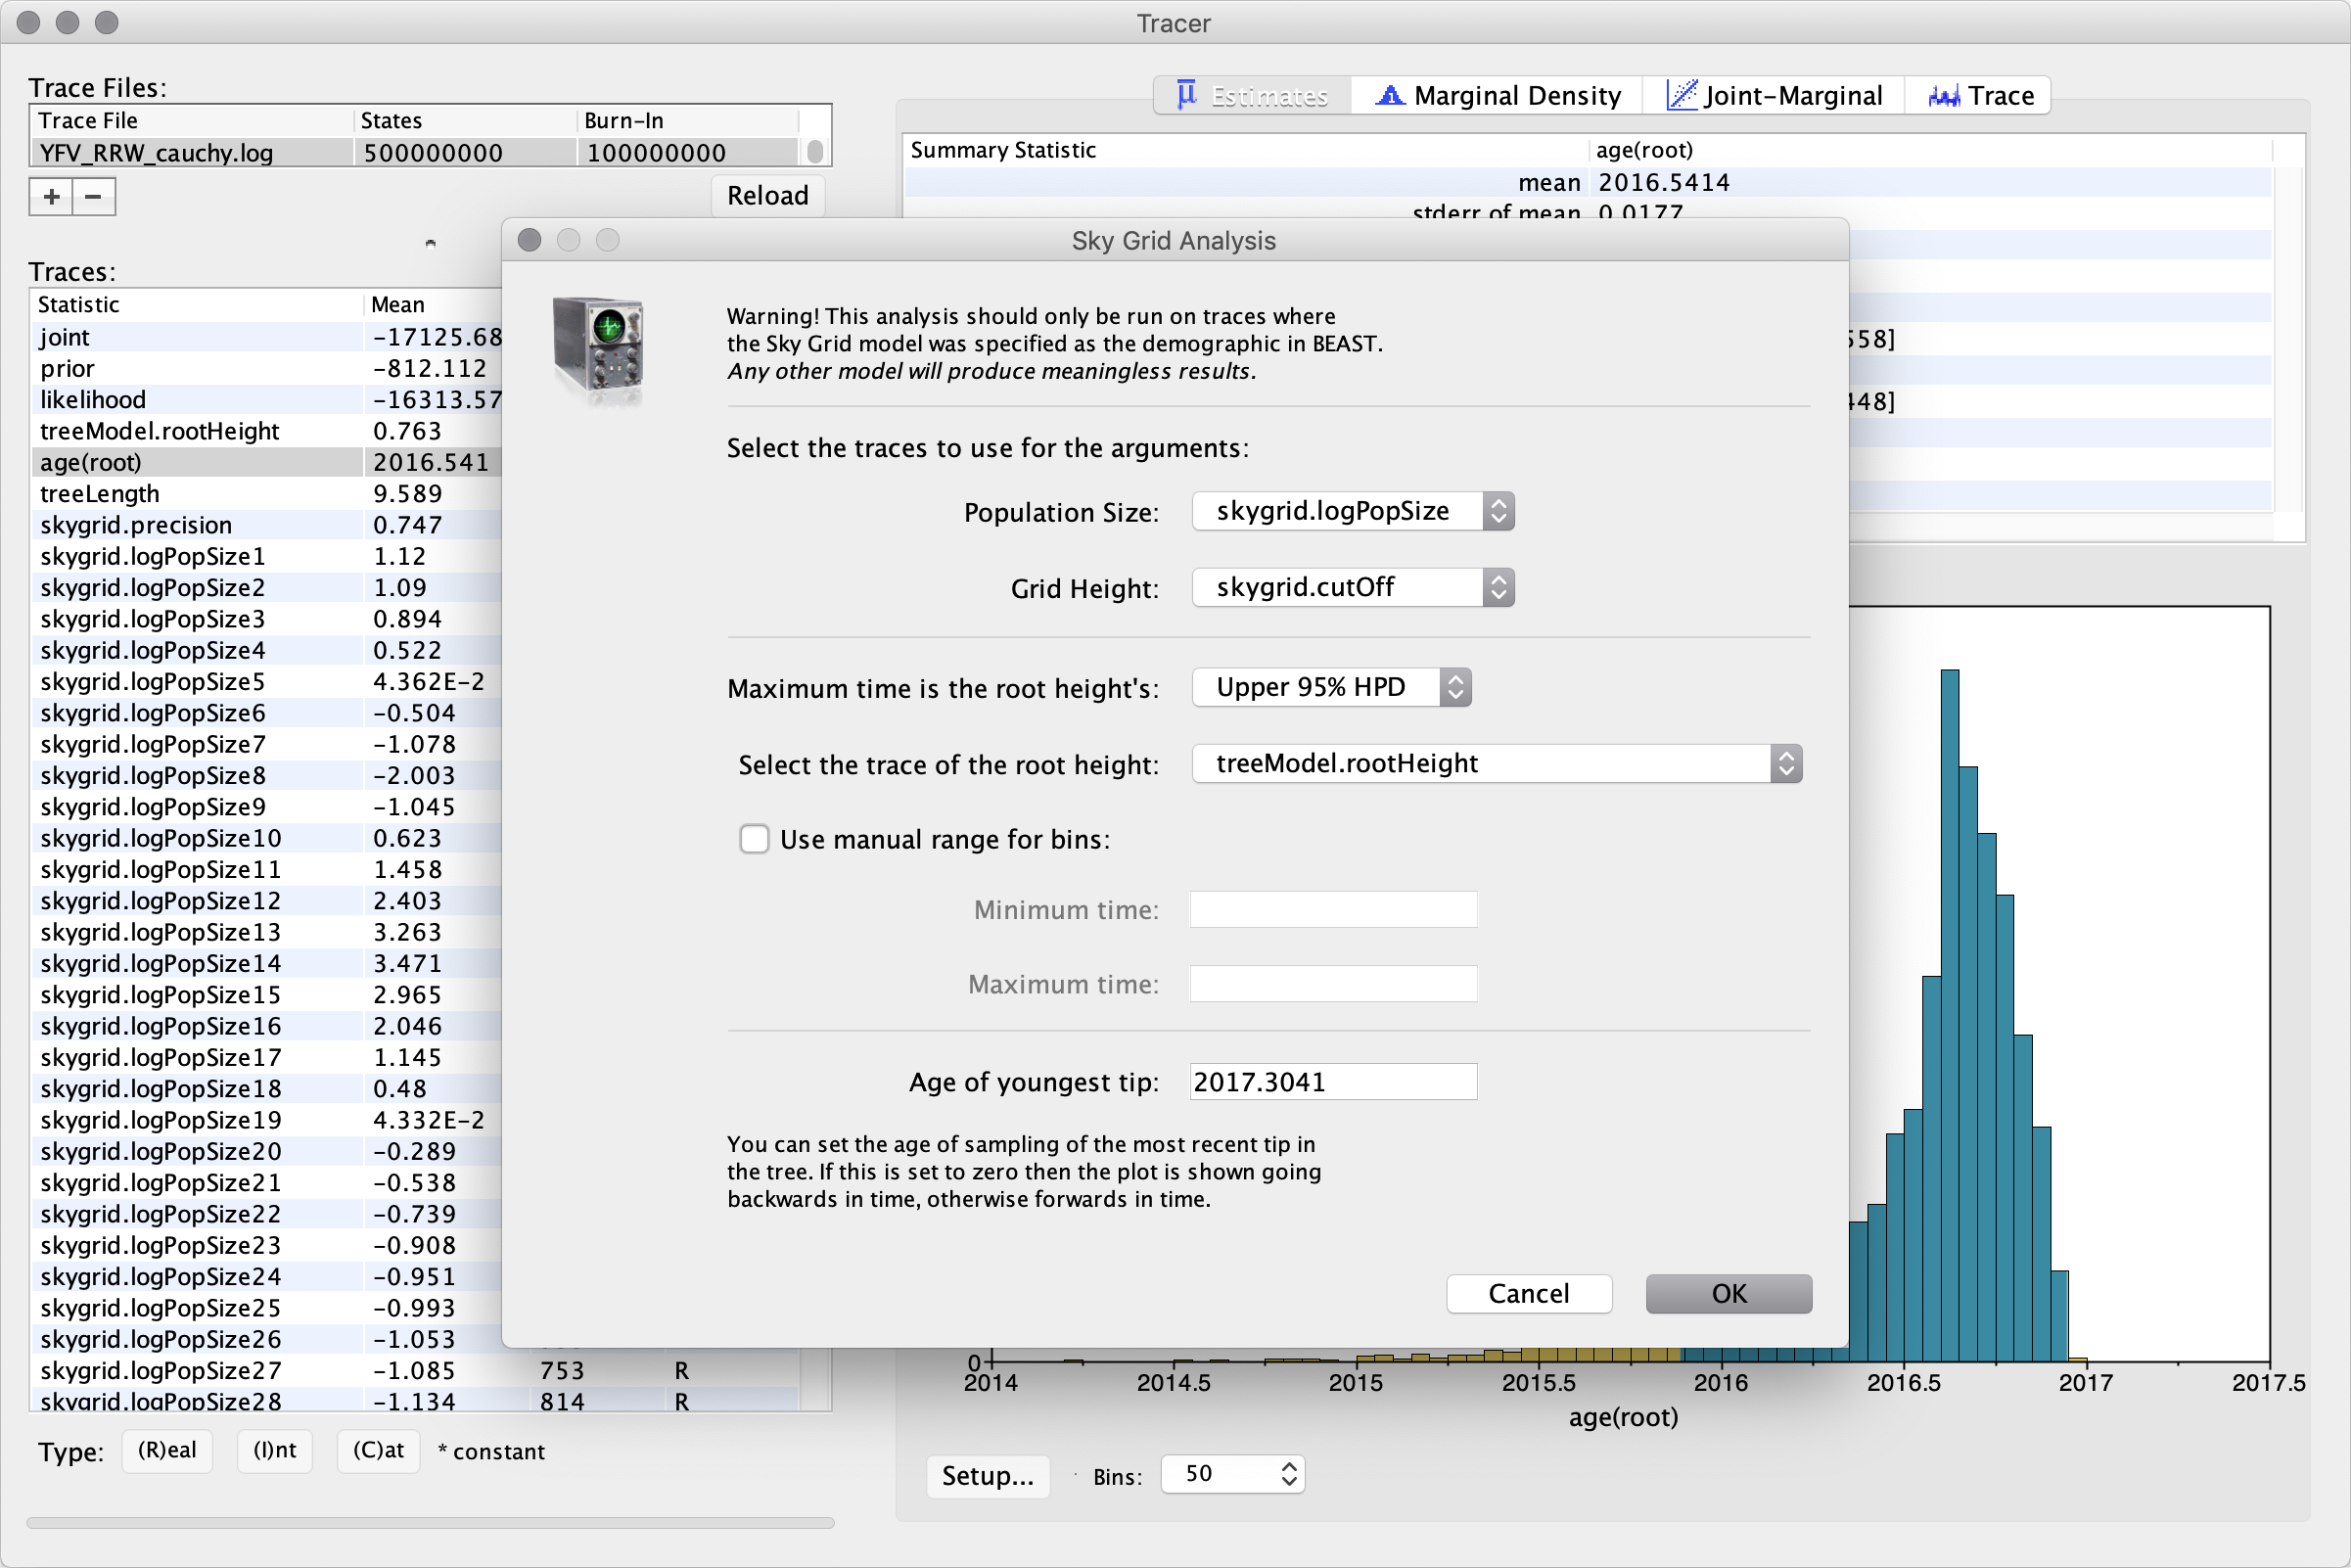 Tracer
Trace Files:
Trace File States Burn-In
YFV_RRW_cauchy.log 500000000 100000000
+ −
Reload
Traces:
Statistic Mean
joint -17125.68
prior -812.112
likelihood -16313.57
treeModel.rootHeight 0.763
age(root) 2016.541
treeLength 9.589
skygrid.precision 0.747
skygrid.logPopSize1 1.12
skygrid.logPopSize2 1.09
skygrid.logPopSize3 0.894
skygrid.logPopSize4 0.522
skygrid.logPopSize5 4.362E-2
skygrid.logPopSize6 -0.504
skygrid.logPopSize7 -1.078
skygrid.logPopSize8 -2.003
skygrid.logPopSize9 -1.045
skygrid.logPopSize10 0.623
skygrid.logPopSize11 1.458
skygrid.logPopSize12 2.403
skygrid.logPopSize13 3.263
skygrid.logPopSize14 3.471
skygrid.logPopSize15 2.965
skygrid.logPopSize16 2.046
skygrid.logPopSize17 1.145
skygrid.logPopSize18 0.48
skygrid.logPopSize19 4.332E-2
skygrid.logPopSize20 -0.289
skygrid.logPopSize21 -0.538
skygrid.logPopSize22 -0.739
skygrid.logPopSize23 -0.908
skygrid.logPopSize24 -0.951
skygrid.logPopSize25 -0.993
skygrid.logPopSize26 -1.053
skygrid.logPopSize27 -1.085 753 R
skygrid.logPopSize28 -1.134 814 R
Type: (R)eal (I)nt (C)at * constant
Estimates Marginal Density Joint-Marginal Trace
Summary Statistic age(root)
mean 2016.5414
stderr of mean 0.0177
558]
448]
Sky Grid Analysis
Warning! This analysis should only be run on traces where
the Sky Grid model was specified as the demographic in BEAST.
Any other model will produce meaningless results.
Select the traces to use for the arguments:
Population Size: skygrid.logPopSize
Grid Height: skygrid.cutOff
Maximum time is the root height's: Upper 95% HPD
Select the trace of the root height: treeModel.rootHeight
Use manual range for bins:
Minimum time:
Maximum time:
Age of youngest tip: 2017.3041
You can set the age of sampling of the most recent tip in
the tree. If this is set to zero then the plot is shown going
backwards in time, otherwise forwards in time.
Cancel OK
0
2014 2014.5 2015 2015.5 2016 2016.5 2017 2017.5
age(root)
Setup... Bins: 50